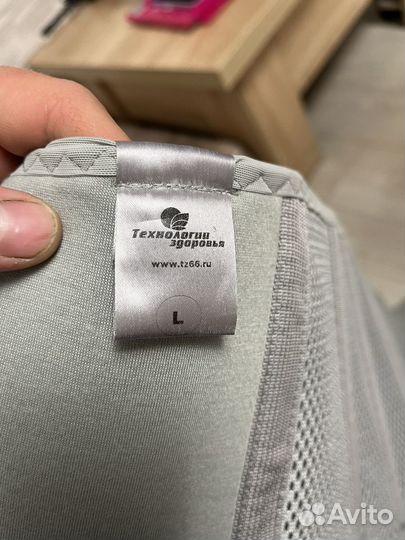 Технологии
здоровья
www.tz66.ru
L
Avito